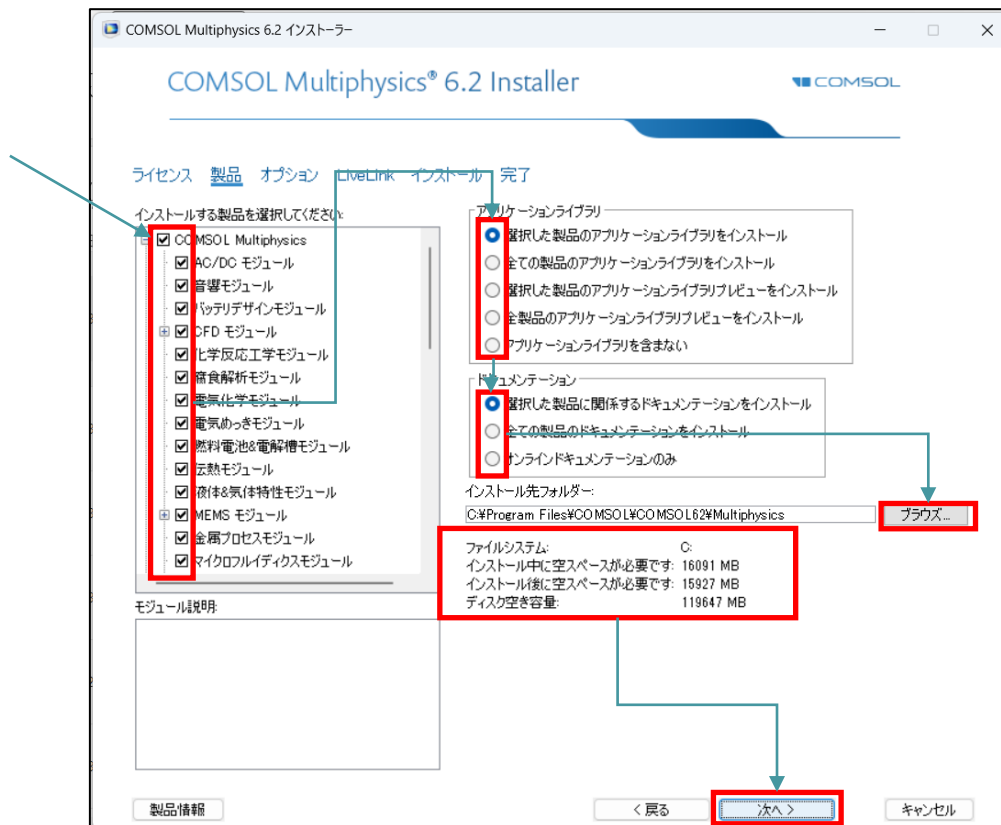 COMSOL Multiphysics 6.2 インストーラー
COMSOL Multiphysics® 6.2 Installer
COMSOL
ライセンス 製品 オプション LiveLink インストール 完了
インストールする製品を選択してください:
COMSOL Multiphysics
AC/DC モジュール
音響モジュール
バッテリデザインモジュール
CFD モジュール
化学反応工学モジュール
腐食解析モジュール
電気化学モジュール
電気めっきモジュール
燃料電池&電解槽モジュール
伝熱モジュール
液体&気体特性モジュール
MEMS モジュール
金属プロセスモジュール
マイクロフルイディクスモジュール
モジュール説明:
アプリケーションライブラリ
選択した製品のアプリケーションライブラリをインストール
全ての製品のアプリケーションライブラリをインストール
選択した製品のアプリケーションライブラリプレビューをインストール
全製品のアプリケーションライブラリプレビューをインストール
アプリケーションライブラリを含まない
ドキュメンテーション
選択した製品に関係するドキュメンテーションをインストール
全ての製品のドキュメンテーションをインストール
オンラインドキュメンテーションのみ
インストール先フォルダー:
C:¥Program Files¥COMSOL¥COMSOL62¥Multiphysics ブラウズ...
ファイルシステム: C:
インストール中に空スペースが必要です: 16091 MB
インストール後に空スペースが必要です: 15927 MB
ディスク空き容量: 119647 MB
製品情報 < 戻る 次へ > キャンセル